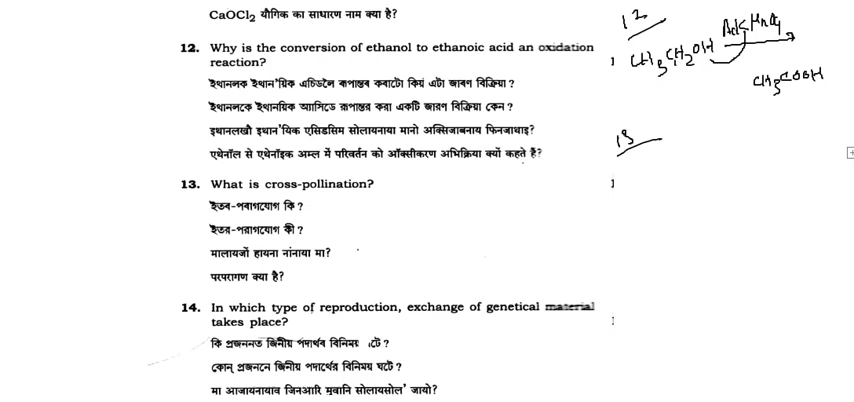 CaOCl₂ यौगिक का साधारण नाम क्या है?
12. Why is the conversion of ethanol to ethanoic acid an oxidation
reaction? 1
ইথানলক ইথান'য়িক এচিডলৈ ৰূপান্তৰ কৰাটো কিয় এটা জাৰণ বিক্ৰিয়া ?
ইথানলকে ইথানয়িক অ্যাসিডে রূপান্তর করা একটি জারণ বিক্রিয়া কেন ?
इथानलखौ इथान'यिक एसिडसिम सोलायनाया मानो अक्सिजाबनाय फिनजाथाइ?
एथेनॉल से एथेनॉइक अम्ल में परिवर्तन को ऑक्सीकरण अभिक्रिया क्यों कहते हैं?
13. What is cross-pollination? 1
ইতৰ-পৰাগযোগ কি ?
ইতর-পরাগযোগ কী ?
मालायजों हायना नांनाया मा?
परपरागण क्या है?
14. In which type of reproduction, exchange of genetical material
takes place? 1
কি প্ৰজননত জিনীয় পদাৰ্থৰ বিনিময় টে ?
কোন্ প্রজননে জিনীয় পদার্থের বিনিময় ঘটে ?
मा आजायनायाव जिनआरि मुवानि सोलायसोल' जायो?
12
CH₃CH₂OH
CH₃COOH
13